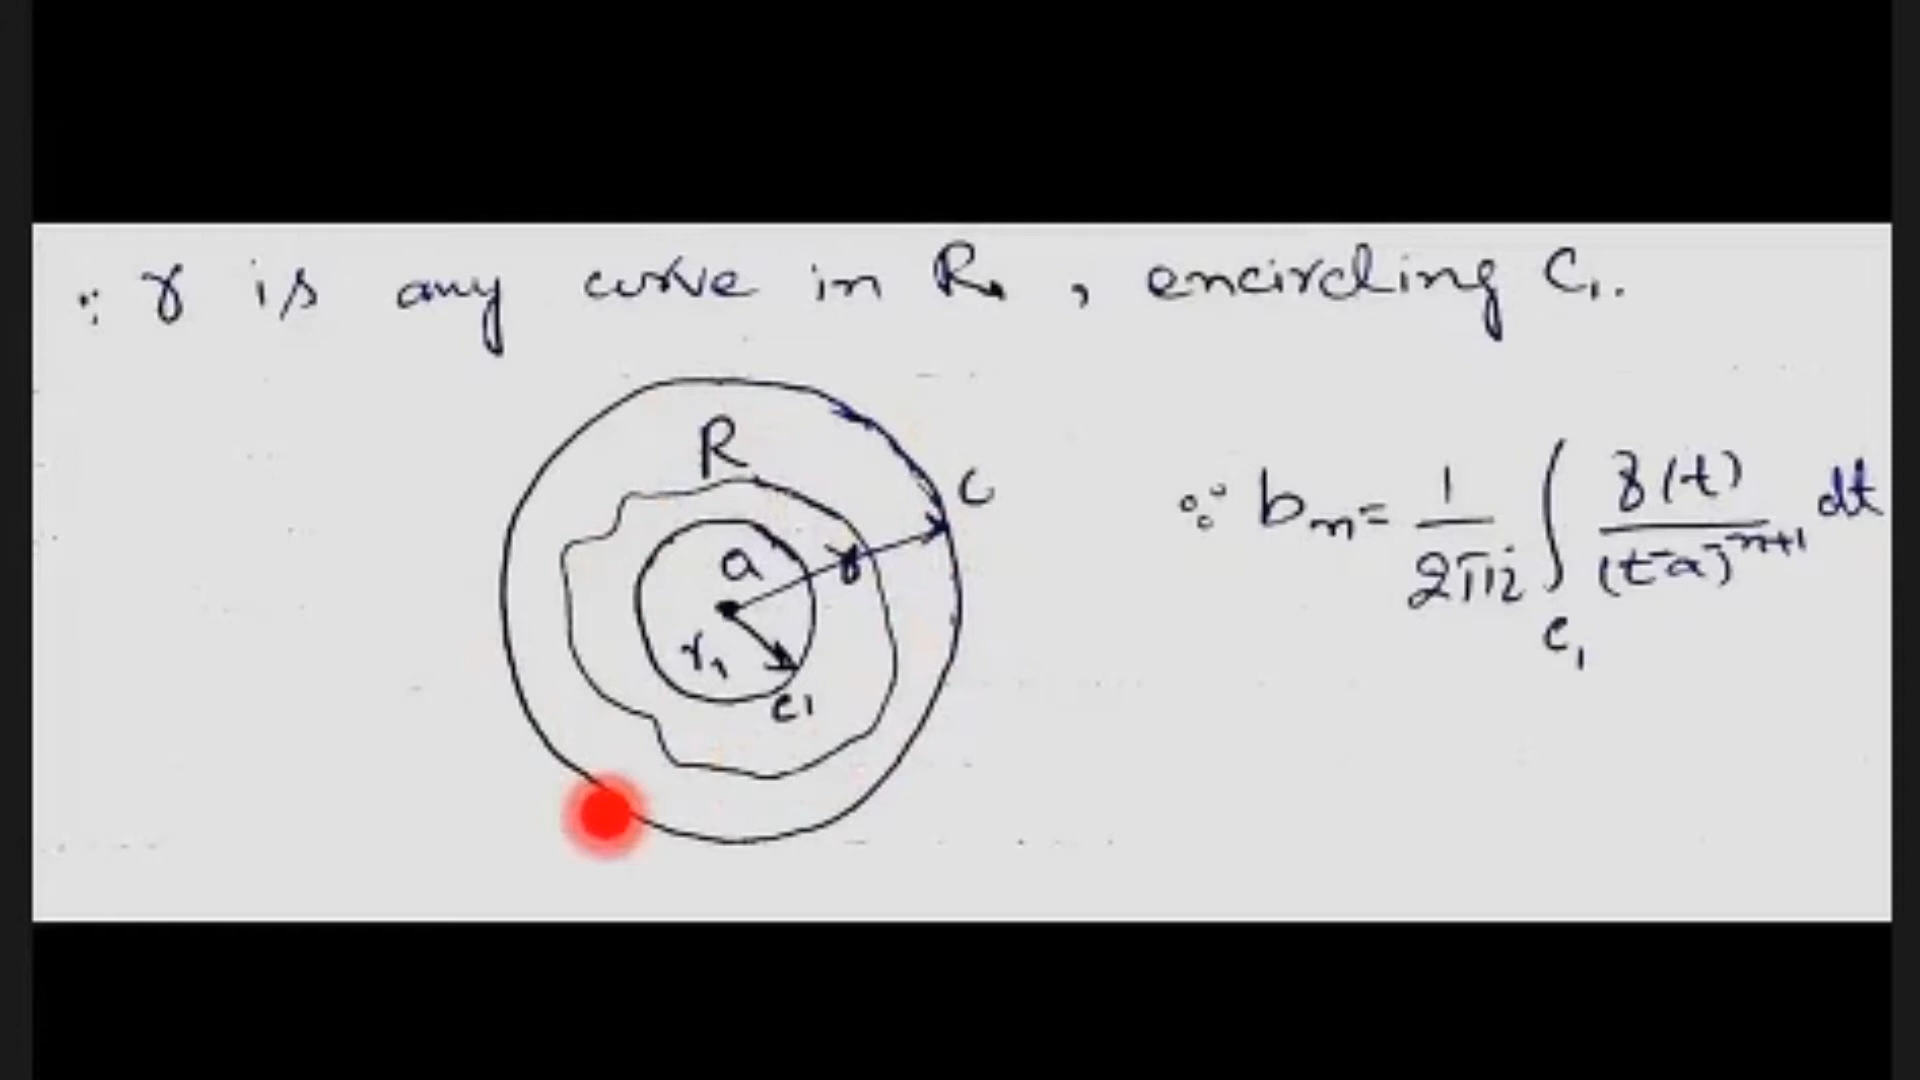 ∵ γ is any curve in R, encircling C₁.
R
C
a
γ
r₁
C₁
∵ bₙ = 1/2πi ∫C₁ f(t)/(t-a)ⁿ⁺¹ dt